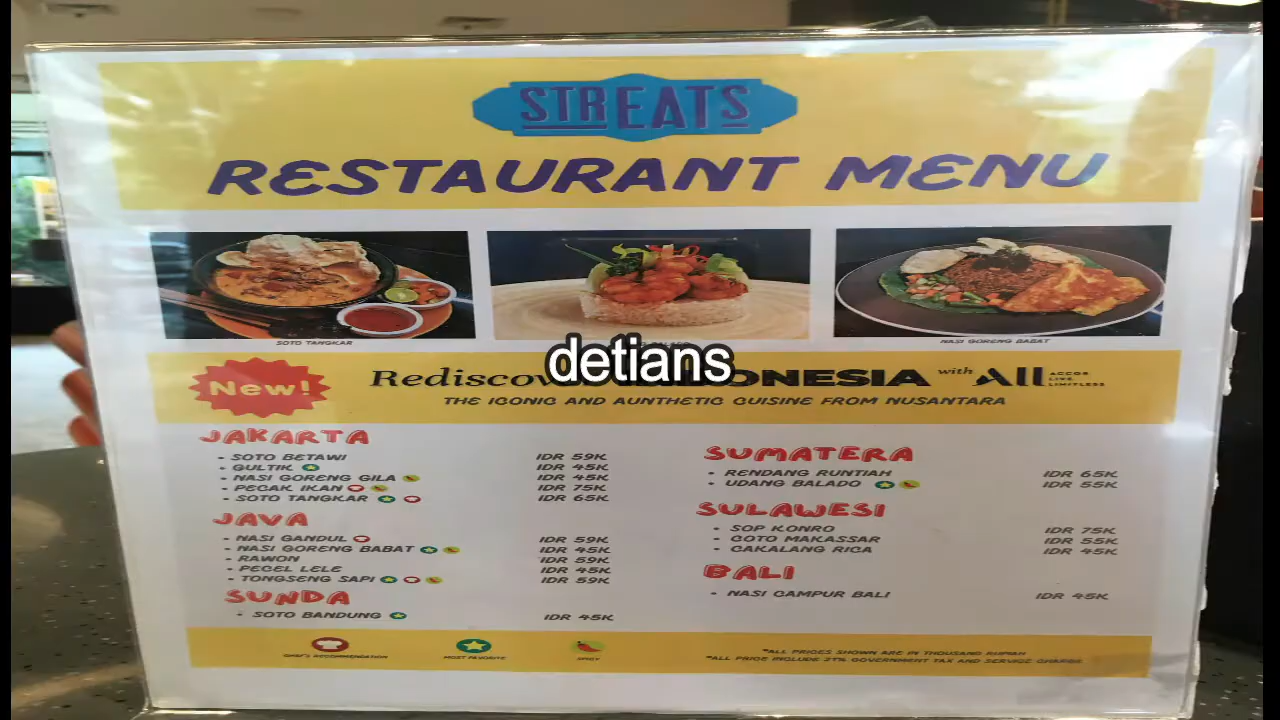 STREATS
RESTAURANT MENU
SOTO TANGKAR
NASI GORENG BABAT
New!
Rediscover INDONESIA with All ACCOR LIVE LIMITLESS
detians
THE ICONIC AND AUNTHETIC CUISINE FROM NUSANTARA
JAKARTA
• SOTO BETAWI IDR 59K
• GULTIK IDR 45K
• NASI GORENG GILA IDR 45K
• PECAK IKAN IDR 75K
• SOTO TANGKAR IDR 65K
JAVA
• NASI GANDUL IDR 59K
• NASI GORENG BABAT IDR 45K
• RAWON IDR 59K
• PECEL LELE IDR 45K
• TONGSENG SAPI IDR 59K
SUNDA
• SOTO BANDUNG IDR 45K
SUMATERA
• RENDANG RUNTIAH IDR 65K
• UDANG BALADO IDR 55K
SULAWESI
• SOP KONRO IDR 75K
• COTO MAKASSAR IDR 55K
• CAKALANG RICA IDR 45K
BALI
• NASI CAMPUR BALI IDR 45K
CHEF'S RECOMMENDATION
MOST FAVORITE
SPICY
*ALL PRICES SHOWN ARE IN THOUSAND RUPIAH
*ALL PRICE INCLUDE 21% GOVERNMENT TAX AND SERVICE CHARGE